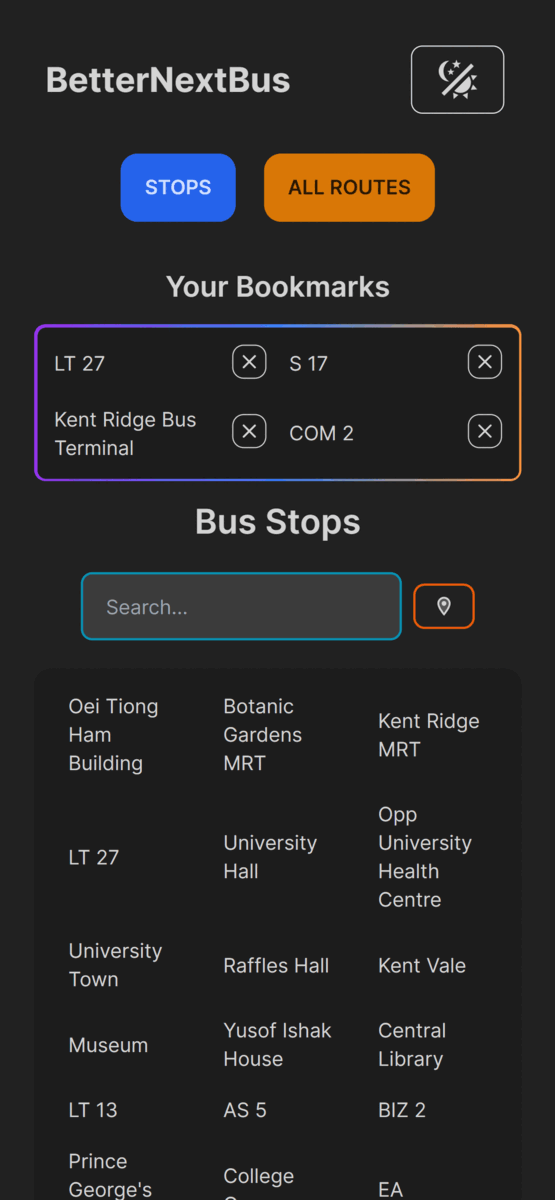 BetterNextBus
STOPS
ALL ROUTES
Your Bookmarks
LT 27
S 17
Kent Ridge Bus
Terminal
COM 2
Bus Stops
Search...
Oei Tiong
Ham
Building
Botanic
Gardens
MRT
Kent Ridge
MRT
LT 27
University
Hall
Opp
University
Health
Centre
University
Town
Raffles Hall
Kent Vale
Museum
Yusof Ishak
House
Central
Library
LT 13
AS 5
BIZ 2
Prince
George's
College
EA